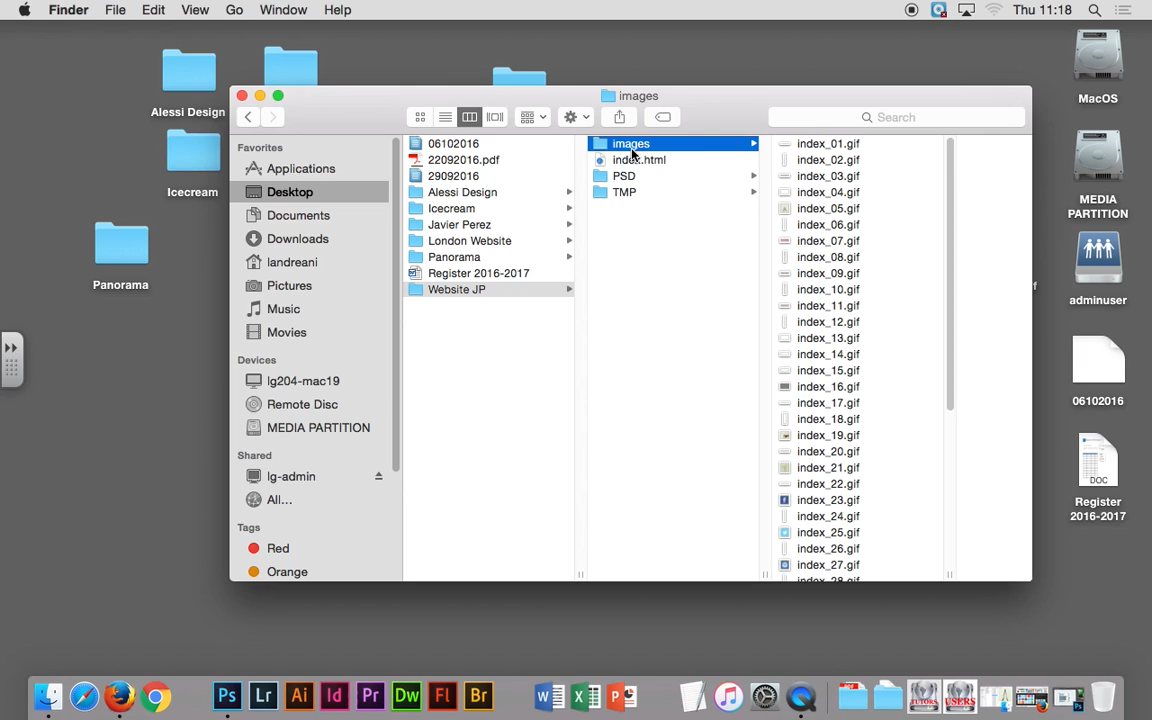 Finder File Edit View Go Window Help Thu 11:18
Alessi Design
Icecream
Panorama
images
Search
Favorites
Applications
Desktop
Documents
Downloads
landreani
Pictures
Music
Movies
Devices
lg204-mac19
Remote Disc
MEDIA PARTITION
Shared
lg-admin
All...
Tags
Red
Orange
06102016
22092016.pdf
29092016
Alessi Design
Icecream
Javier Perez
London Website
Panorama
Register 2016-2017
Website JP
images
index.html
PSD
TMP
index_01.gif
index_02.gif
index_03.gif
index_04.gif
index_05.gif
index_06.gif
index_07.gif
index_08.gif
index_09.gif
index_10.gif
index_11.gif
index_12.gif
index_13.gif
index_14.gif
index_15.gif
index_16.gif
index_17.gif
index_18.gif
index_19.gif
index_20.gif
index_21.gif
index_22.gif
index_23.gif
index_24.gif
index_25.gif
index_26.gif
index_27.gif
index_28.gif
MacOS
MEDIA
PARTITION
adminuser
06102016
DOC
Register
2016-2017
Ps Lr Ai Id Pr Dw Fl Br
TUTORS USERS